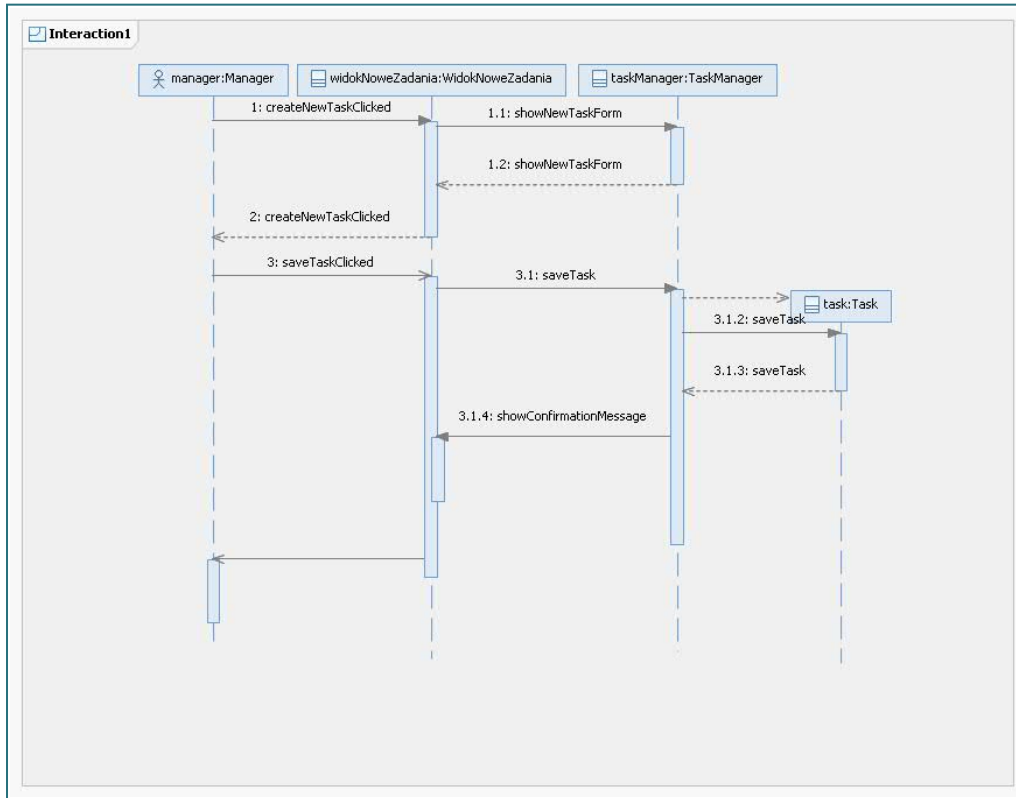 Interaction1
manager:Manager
widokNoweZadania:WidokNoweZadania
taskManager:TaskManager
1: createNewTaskClicked
1.1: showNewTaskForm
1.2: showNewTaskForm
2: createNewTaskClicked
3: saveTaskClicked
3.1: saveTask
task:Task
3.1.2: saveTask
3.1.3: saveTask
3.1.4: showConfirmationMessage